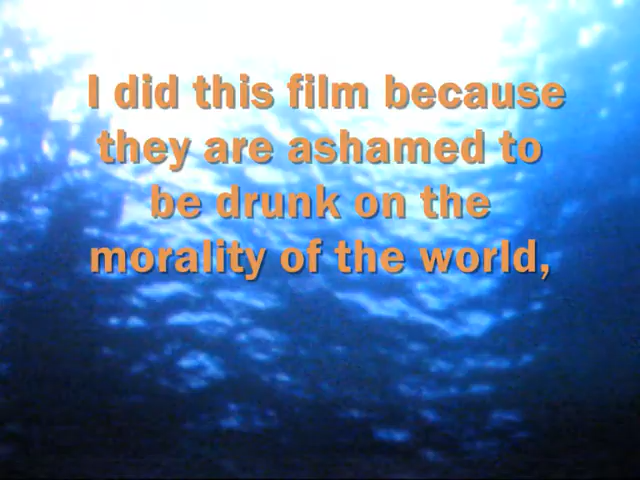 I did this film because
they are ashamed to
be drunk on the
morality of the world,